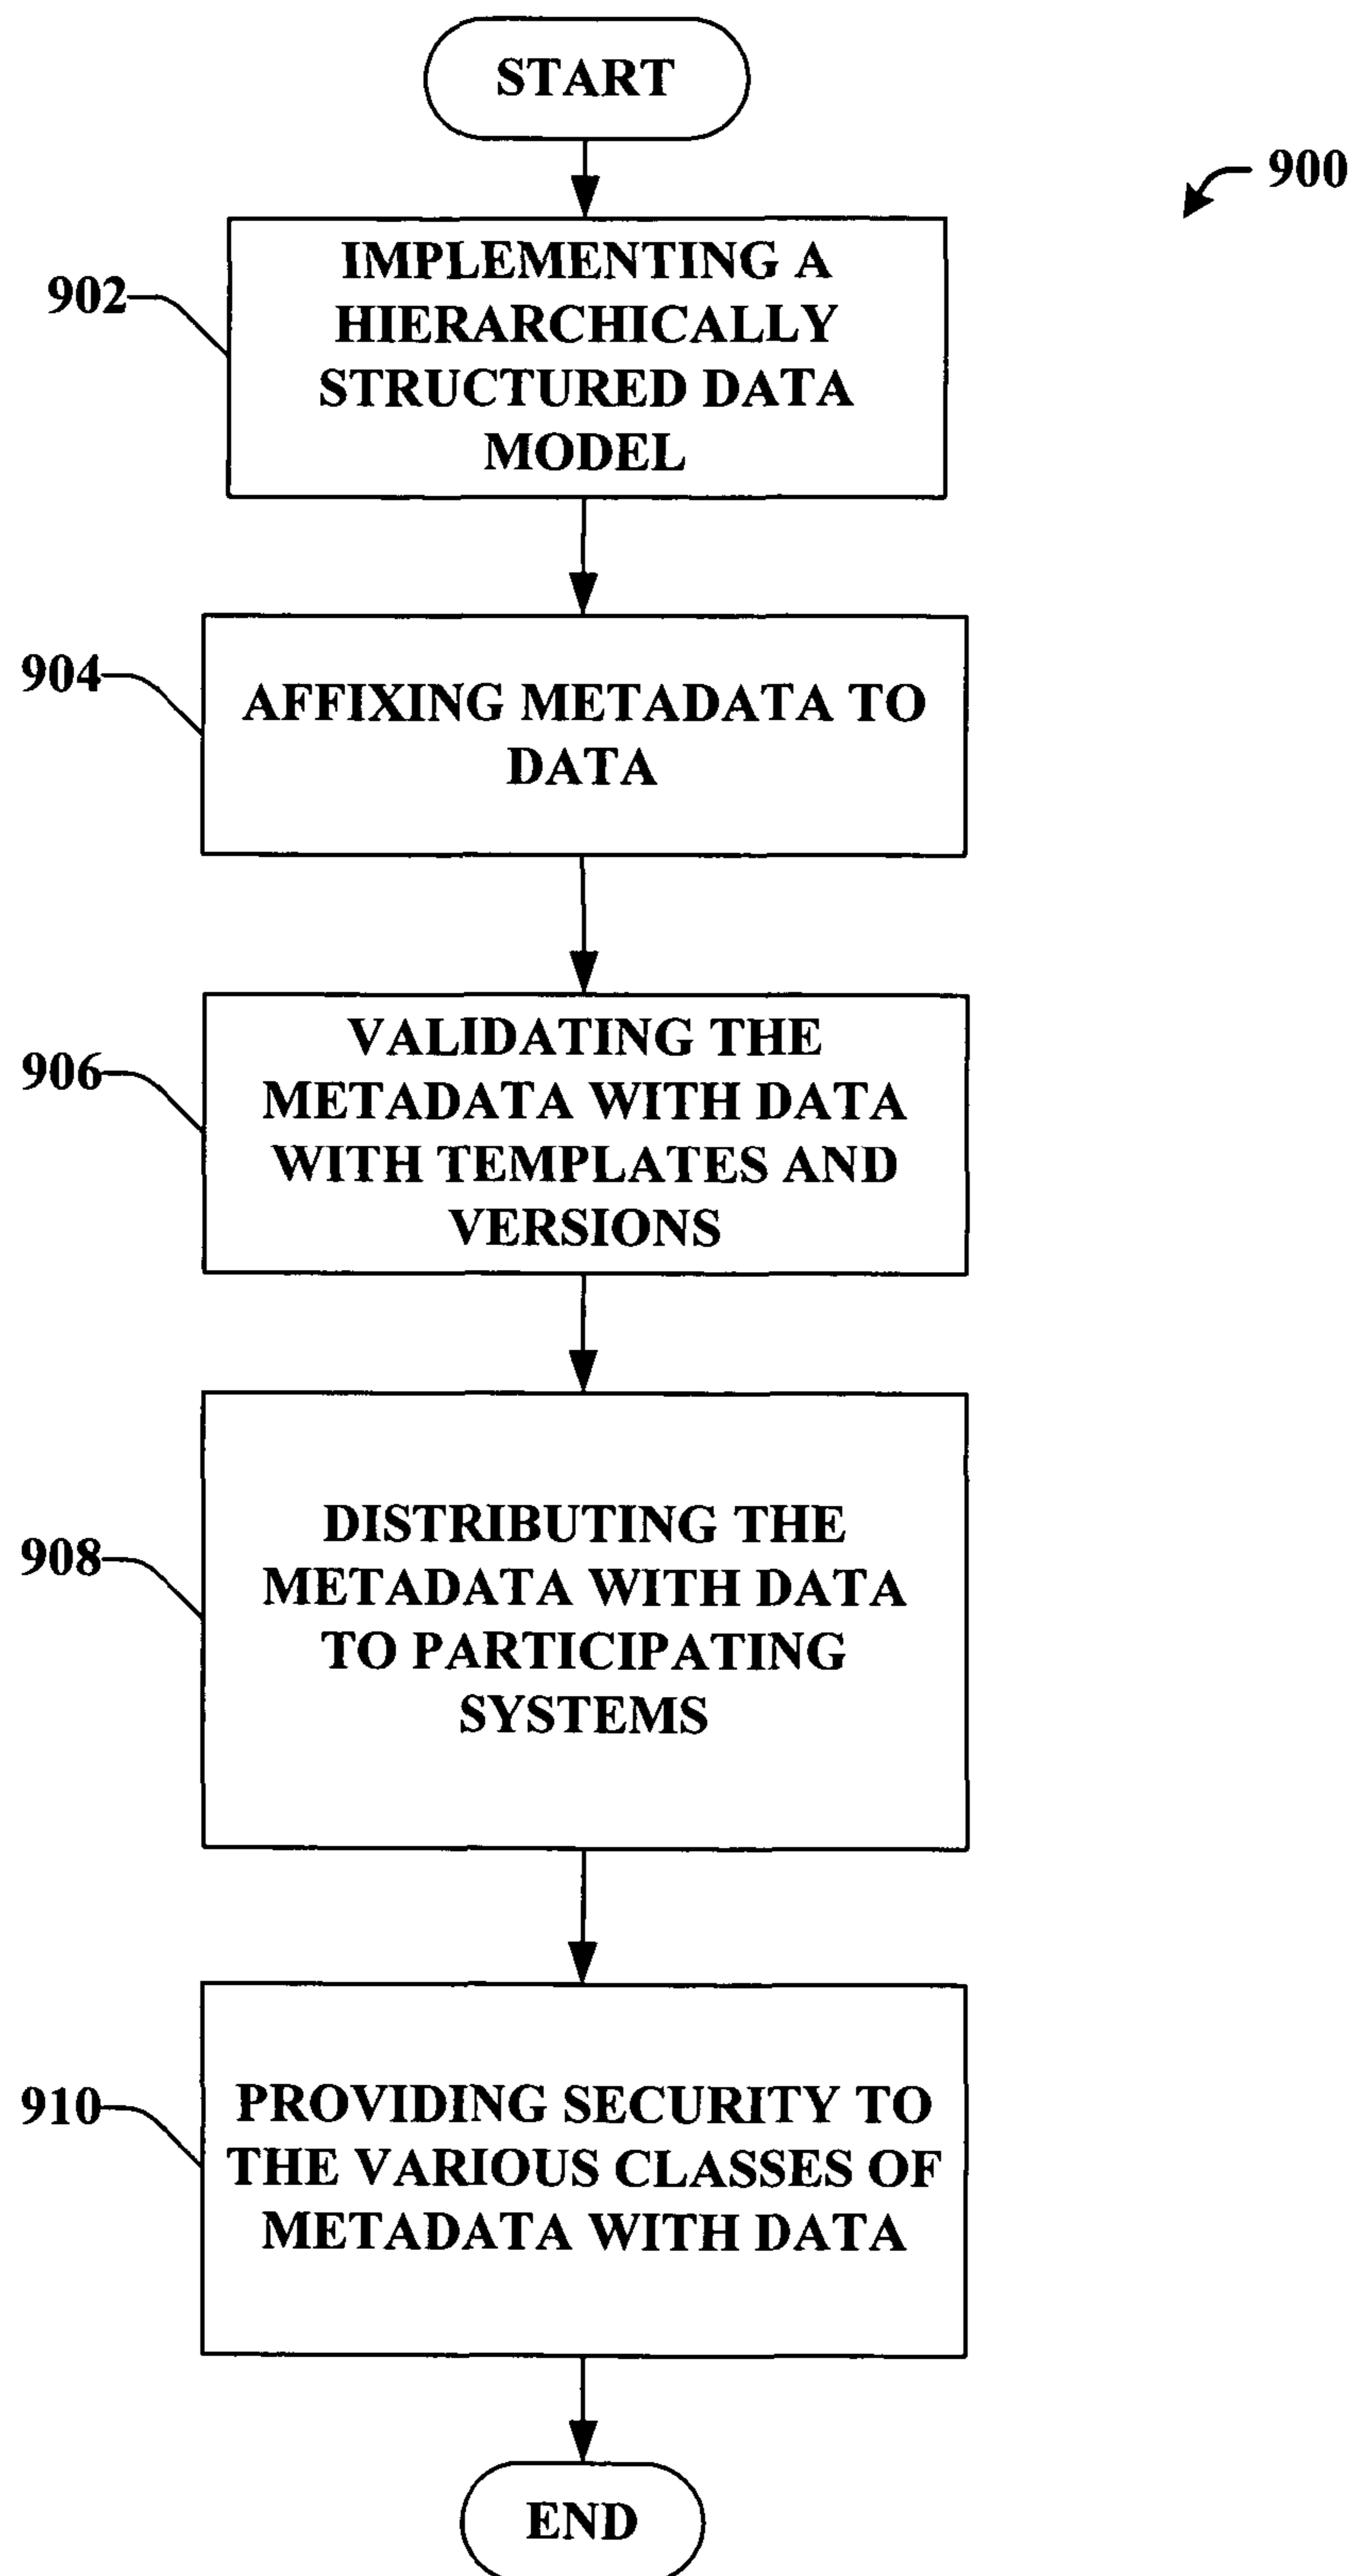 START
900
902
IMPLEMENTING A
HIERARCHICALLY
STRUCTURED DATA
MODEL
904
AFFIXING METADATA TO
DATA
906
VALIDATING THE
METADATA WITH DATA
WITH TEMPLATES AND
VERSIONS
908
DISTRIBUTING THE
METADATA WITH DATA
TO PARTICIPATING
SYSTEMS
910
PROVIDING SECURITY TO
THE VARIOUS CLASSES OF
METADATA WITH DATA
END